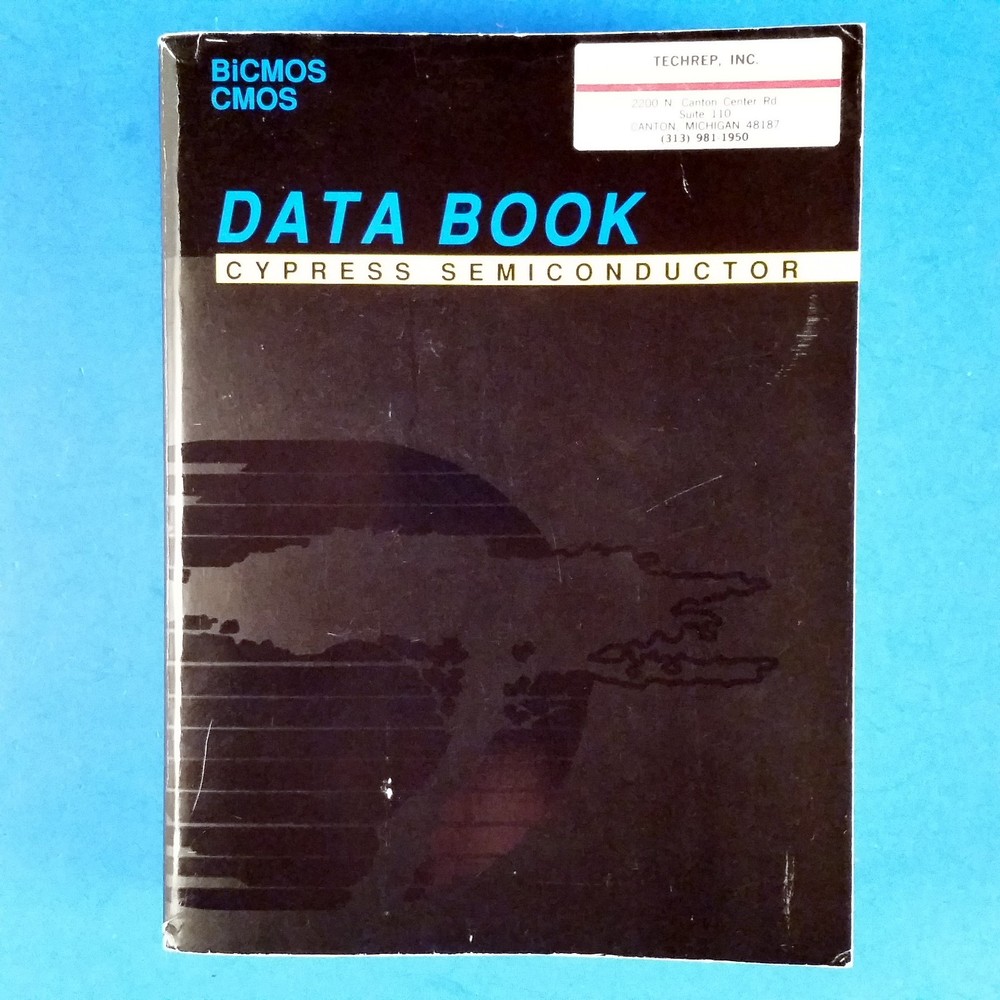 BiCMOS
CMOS
TECHREP, INC.
2200 N. Canton Center Rd.
Suite 110
CANTON, MICHIGAN 48187
(313) 981-1950
DATA BOOK
CYPRESS SEMICONDUCTOR